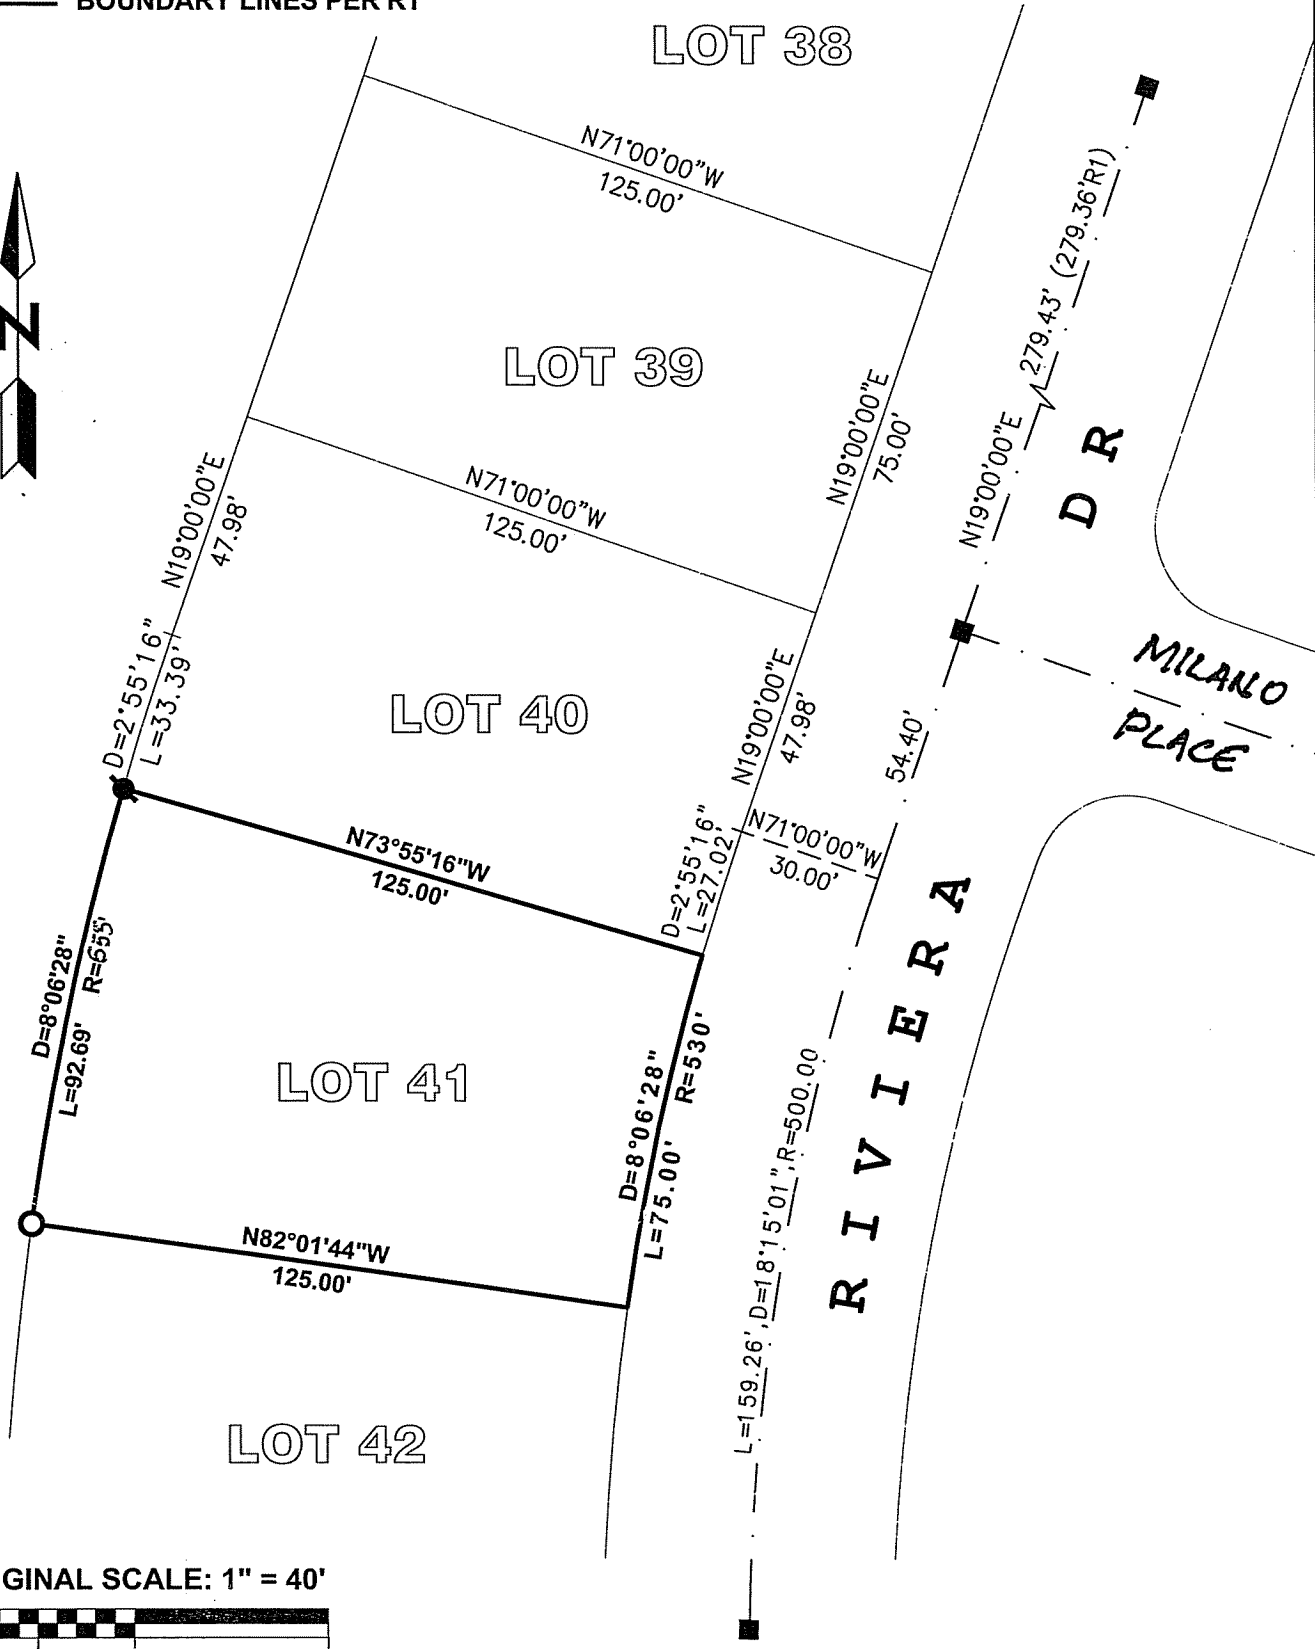 BOUNDARY LINES PER R1
LOT 38
N71°00'00"W
125.00'
279.43' (279.36'R1)
N
LOT 39
N19°00'00"E
75.00'
N19°00'00"E
D R
N71°00'00"W
125.00'
N19°00'00"E
47.98'
D=2°55'16"
L=33.39'
LOT 40
N19°00'00"E
47.98'
54.40'
MILANO
PLACE
D=2°55'16"
L=27.02'
N71°00'00"W
30.00'
N73°55'16"W
125.00'
D=8°06'28"
R=655'
L=92.69'
LOT 41
D=8°06'28"
R=530'
L=75.00'
L=159.26', D=18°15'01", R=500.00
RIVIERA
N82°01'44"W
125.00'
LOT 42
GINAL SCALE: 1" = 40'